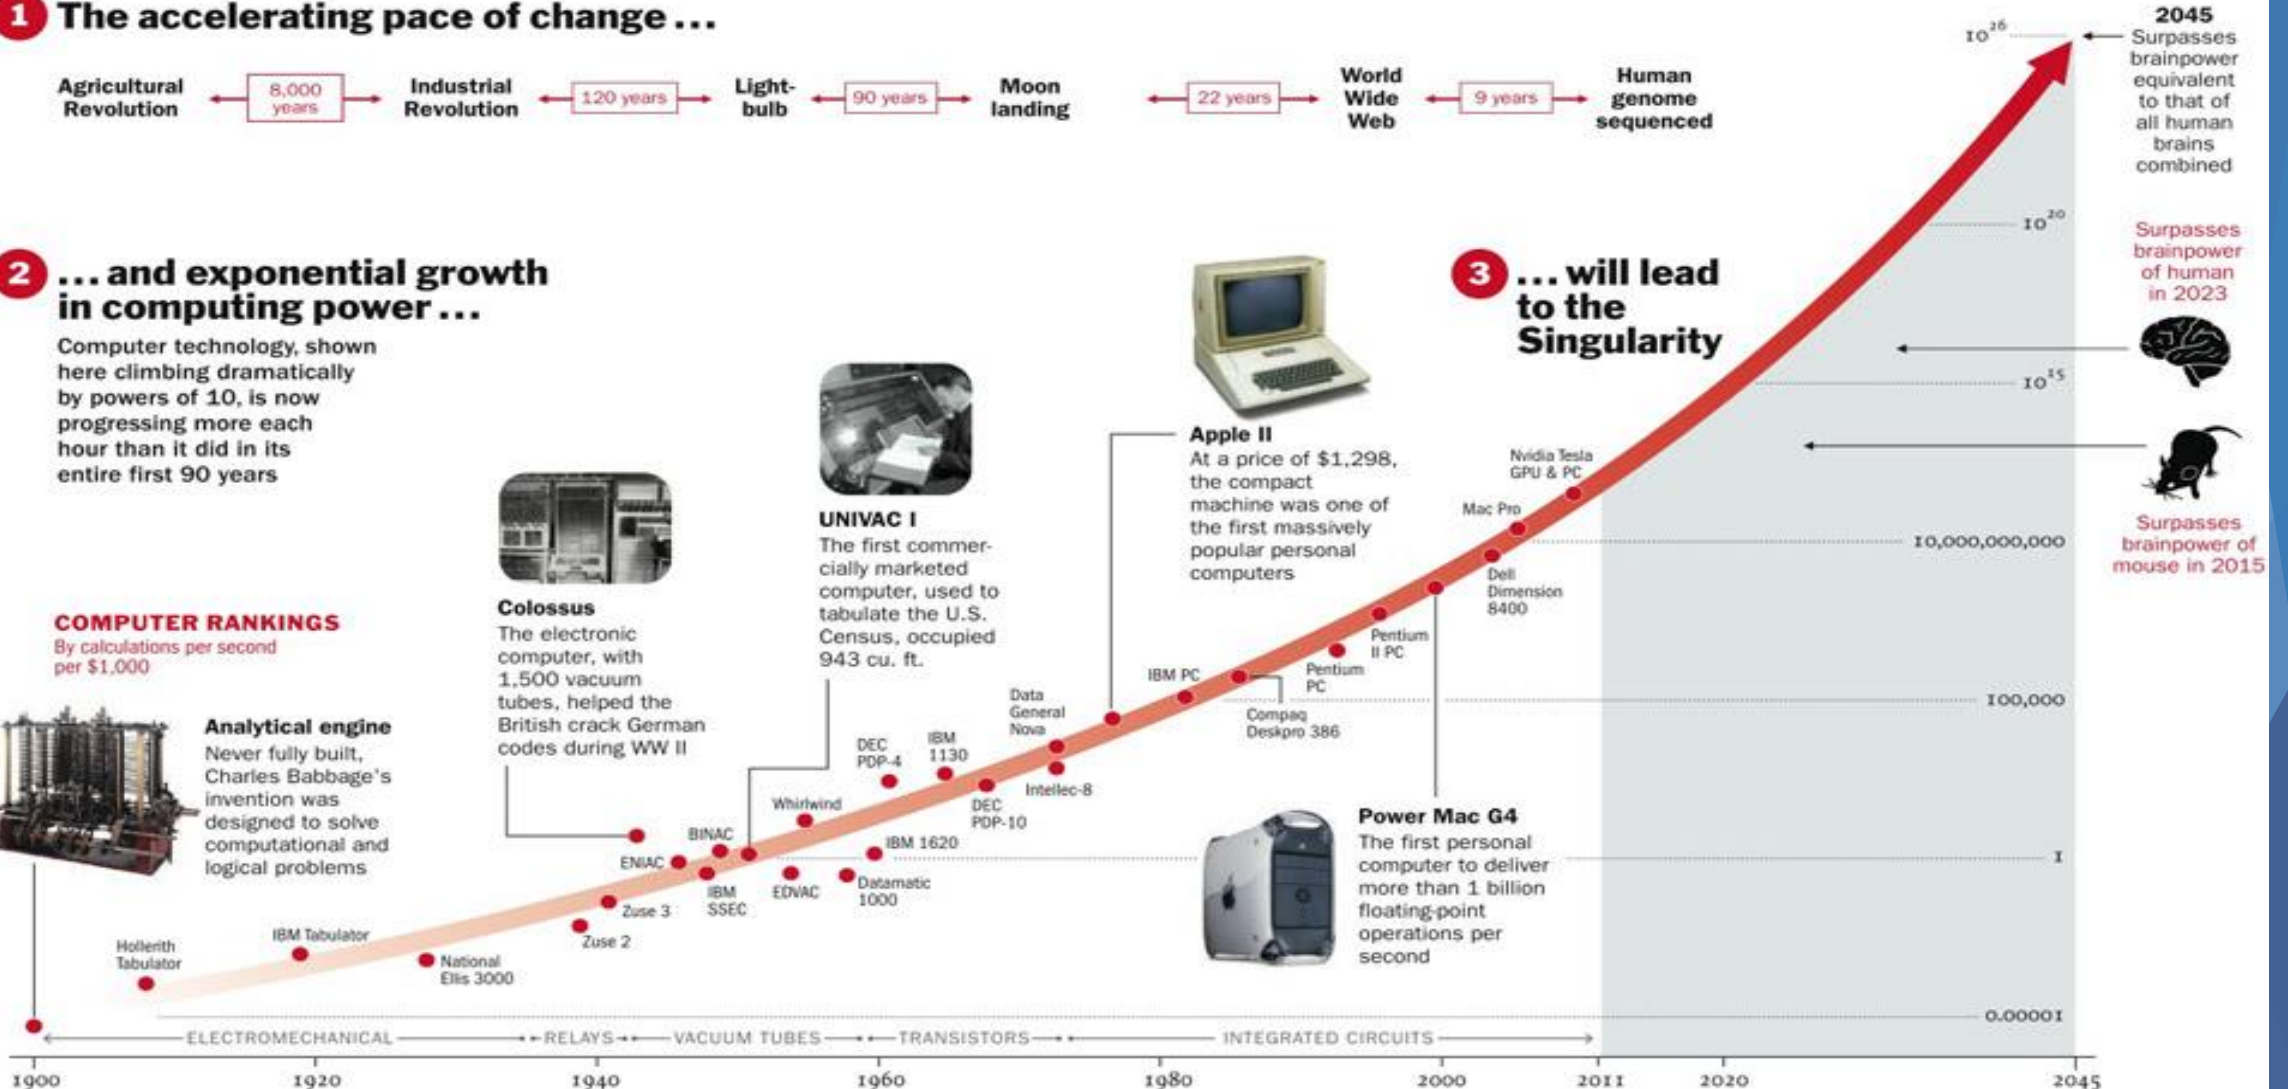 1 The accelerating pace of change ...
Agricultural
Revolution
8,000
years
Industrial
Revolution
120 years
Light-
bulb
90 years
Moon
landing
22 years
World
Wide
Web
9 years
Human
genome
sequenced
2 ... and exponential growth
in computing power ...
Computer technology, shown
here climbing dramatically
by powers of 10, is now
progressing more each
hour than it did in its
entire first 90 years
3 ... will lead
to the
Singularity
2045
Surpasses
brainpower
equivalent
to that of
all human
brains
combined
Surpasses
brainpower
of human
in 2023
Surpasses
brainpower of
mouse in 2015
COMPUTER RANKINGS
By calculations per second
per $1,000
Analytical engine
Never fully built,
Charles Babbage's
invention was
designed to solve
computational and
logical problems
Colossus
The electronic
computer, with
1,500 vacuum
tubes, helped the
British crack German
codes during WW II
UNIVAC I
The first commer-
cially marketed
computer, used to
tabulate the U.S.
Census, occupied
943 cu. ft.
Apple II
At a price of $1,298,
the compact
machine was one of
the first massively
popular personal
computers
Power Mac G4
The first personal
computer to deliver
more than 1 billion
floating-point
operations per
second
Hollerith
Tabulator
IBM Tabulator
National
Ellis 3000
Zuse 2
Zuse 3
ENIAC
BINAC
IBM
SSEC
Whirlwind
EDVAC
Datamatic
1000
IBM 1620
DEC
PDP-4
IBM
1130
DEC
PDP-10
Data
General
Nova
Intellec-8
IBM PC
Compaq
Deskpro 386
Pentium
PC
Pentium
II PC
Dell
Dimension
8400
Mac Pro
Nvidia Tesla
GPU & PC
10²⁶
10²⁰
10¹⁵
10,000,000,000
100,000
1
0.00001
ELECTROMECHANICAL
RELAYS
VACUUM TUBES
TRANSISTORS
INTEGRATED CIRCUITS
1900
1920
1940
1960
1980
2000
2011
2020
2045